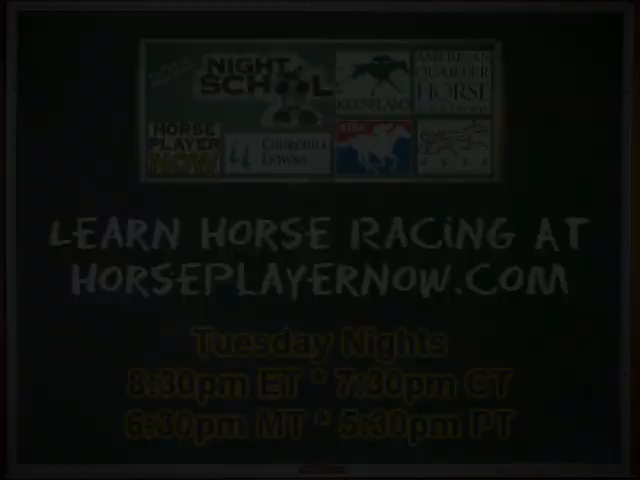 NIGHT
SCHOOL
KEENELAND
AMERICAN
QUARTER
HORSE
HORSE
PLAYER
NOW
CHURCHILL
DOWNS
LEARN HORSE RACING AT
HORSEPLAYERNOW.COM
Tuesday Nights
8:30pm ET * 7:30pm CT
6:30pm MT * 5:30pm PT